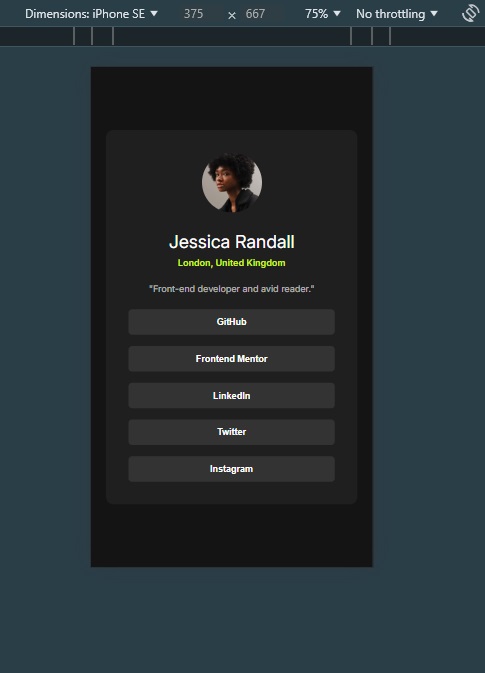 Dimensions: iPhone SE 375 × 667 75% No throttling
Jessica Randall
London, United Kingdom
"Front-end developer and avid reader."
GitHub
Frontend Mentor
LinkedIn
Twitter
Instagram